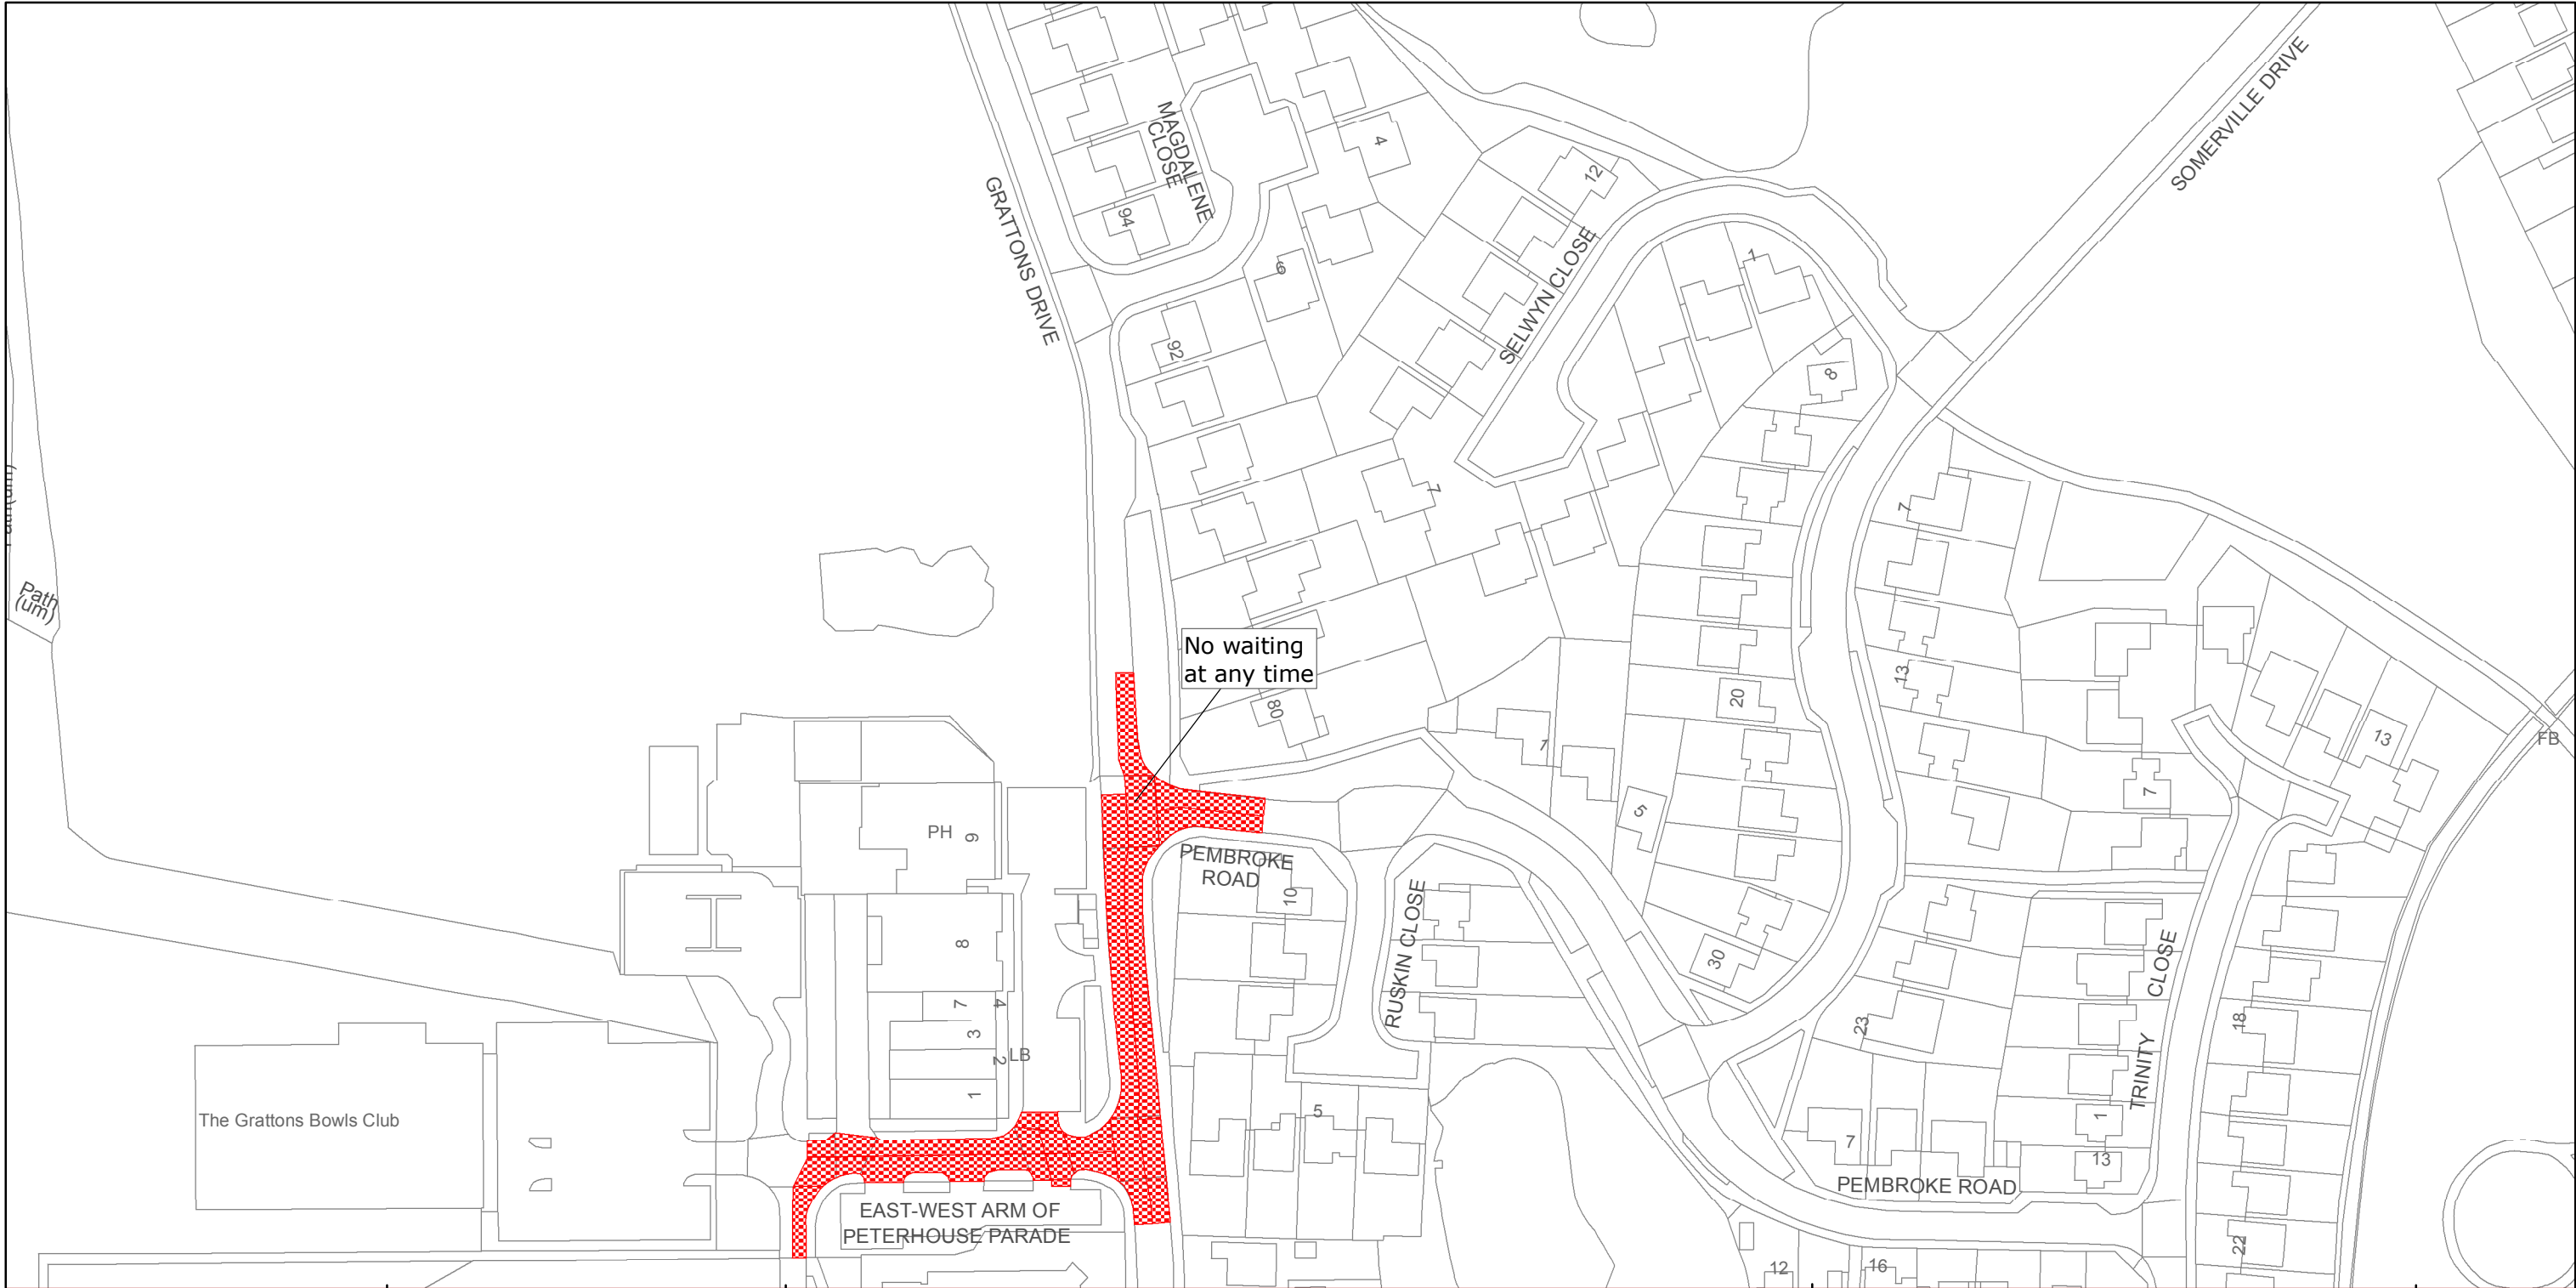 MAGDALENE
CLOSE
GRATTONS DRIVE
94
4
6
92
SELWYN CLOSE
12
1
8
SOMERVILLE DRIVE
7
7
Path
(um)
No waiting
at any time
80
1
5
20
13
13
7
FB
PH
9
8
7
4
3
2
LB
1
PEMBROKE
ROAD
10
RUSKIN CLOSE
30
23
TRINITY CLOSE
18
The Grattons Bowls Club
5
7
1
13
PEMBROKE ROAD
EAST-WEST ARM OF
PETERHOUSE PARADE
12
16
22